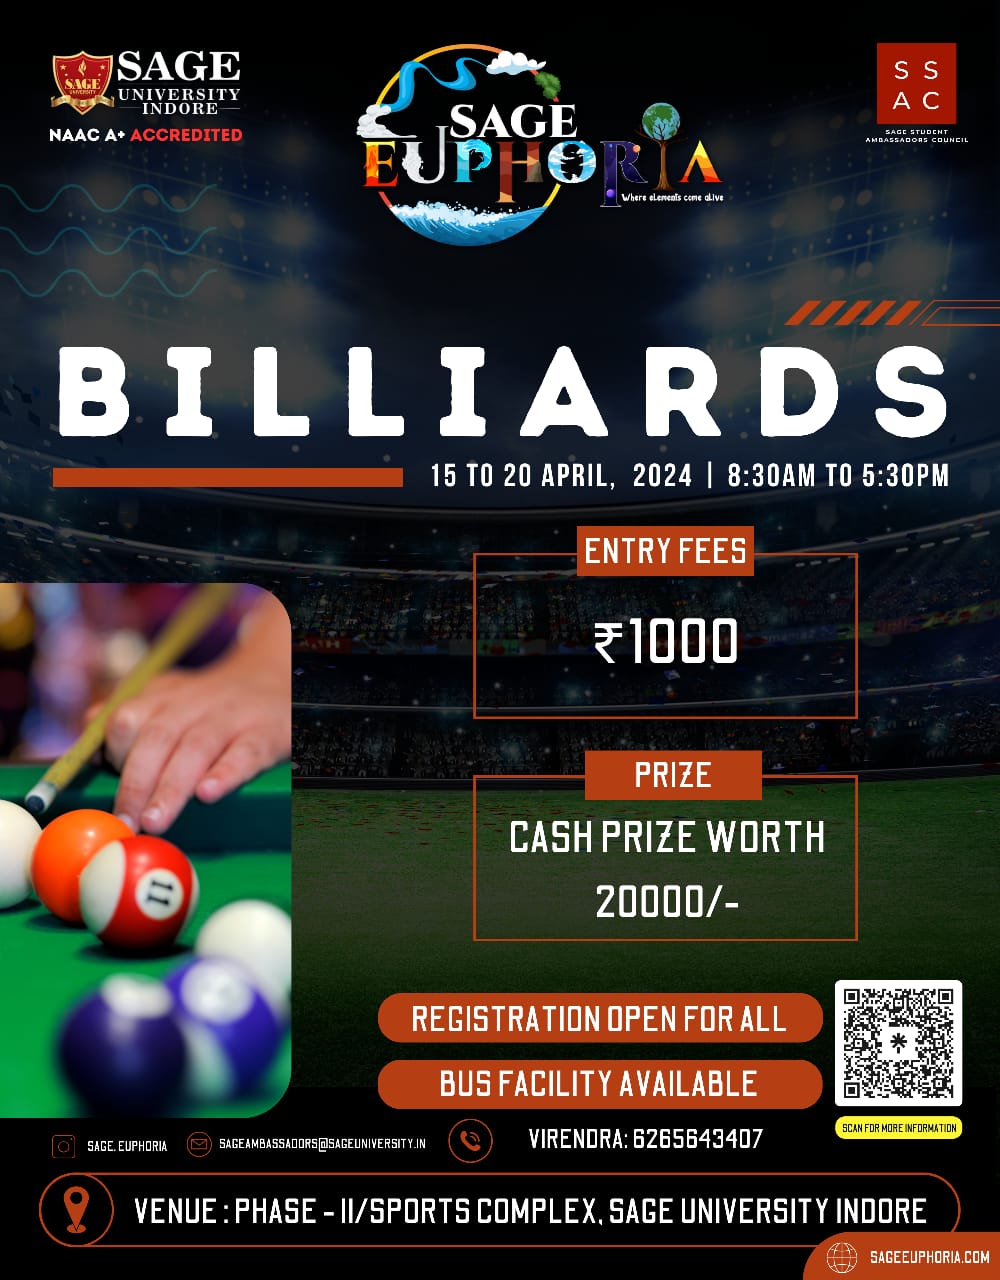 SAGE
UNIVERSITY
INDORE
NAAC A+ ACCREDITED
SAGE
UNIVERSITY
SAGE
EUPHORIA
Where elements come alive
S S
A C
SAGE STUDENT
AMBASSADORS COUNCIL
BILLIARDS
15 TO 20 APRIL, 2024 | 8:30AM TO 5:30PM
ENTRY FEES
₹1000
PRIZE
CASH PRIZE WORTH
20000/-
11
REGISTRATION OPEN FOR ALL
BUS FACILITY AVAILABLE
SCAN FOR MORE INFORMATION
SAGE. EUPHORIA
SAGEAMBASSADORS@SAGEUNIVERSITY.IN
VIRENDRA: 6265643407
VENUE : PHASE - II/SPORTS COMPLEX, SAGE UNIVERSITY INDORE
SAGEEUPHORIA.COM